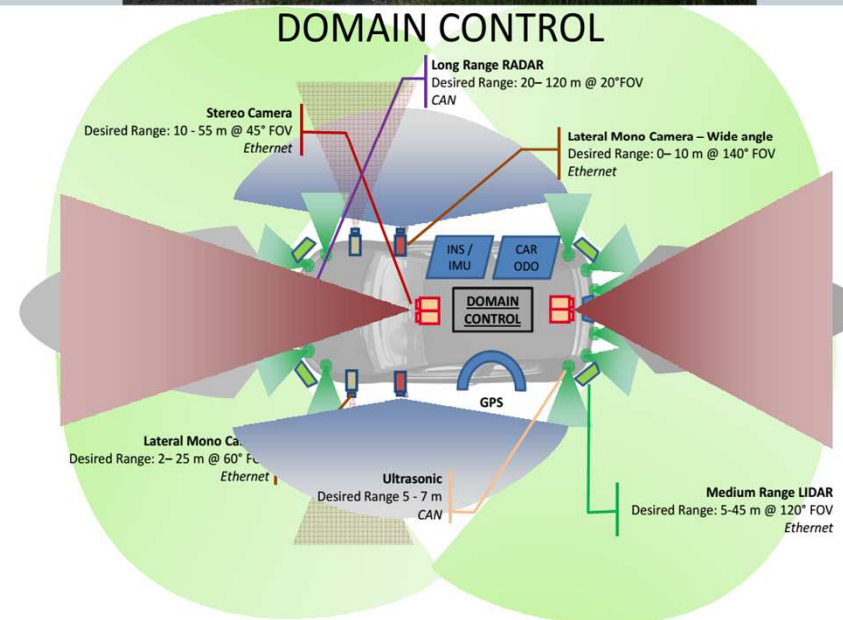 DOMAIN CONTROL
Long Range RADAR
Desired Range: 20– 120 m @ 20°FOV
CAN
Stereo Camera
Desired Range: 10 - 55 m @ 45° FOV
Ethernet
Lateral Mono Camera – Wide angle
Desired Range: 0– 10 m @ 140° FOV
Ethernet
INS /
IMU
CAR
ODO
DOMAIN
CONTROL
GPS
Lateral Mono
Desired Range: 2– 25 m @ 60°
Ethernet
Ultrasonic
Desired Range 5 - 7 m
CAN
Medium Range LIDAR
Desired Range: 5-45 m @ 120° FOV
Ethernet